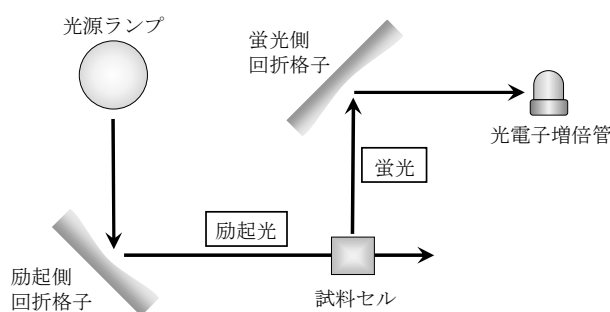 光源ランプ
蛍光側
回折格子
光電子増倍管
蛍光
励起光
励起側
回折格子
試料セル